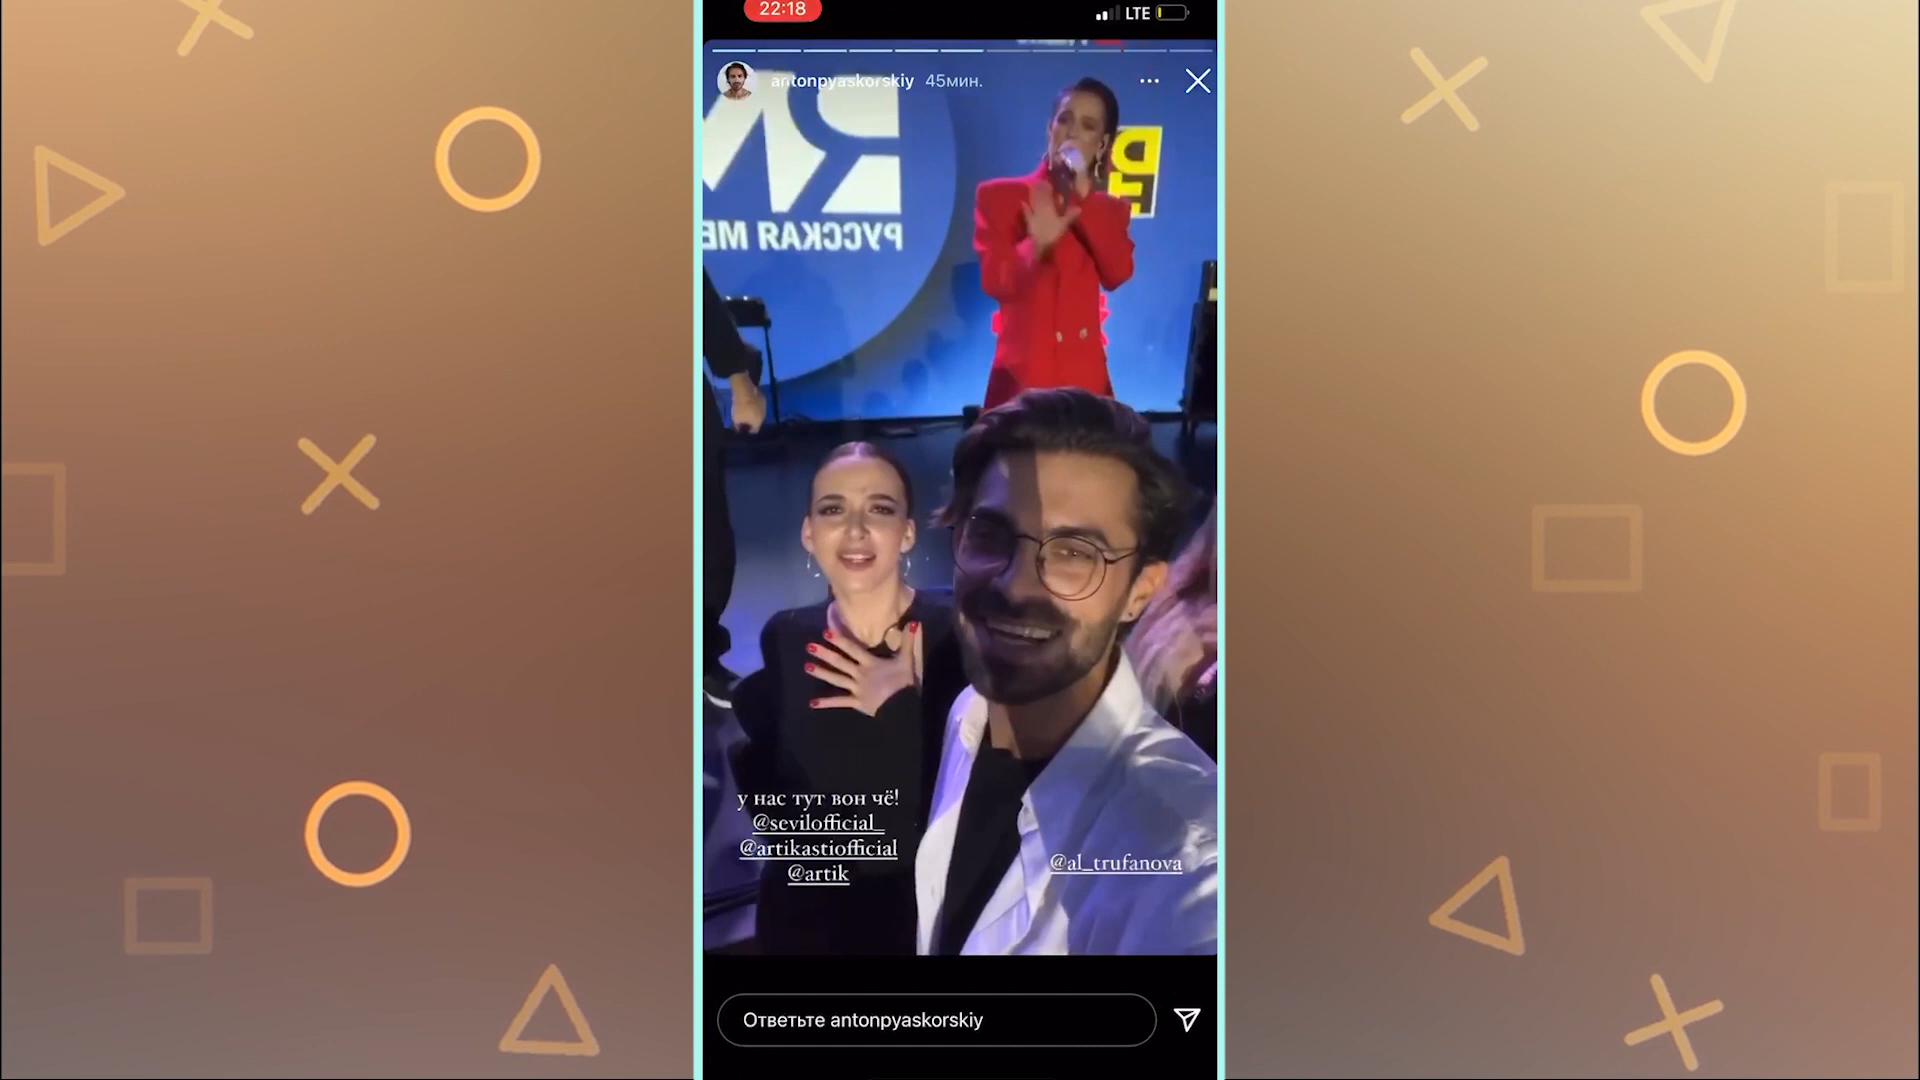 22:18
LTE
antonpyaskorskiy 45мин.
РУССКАЯ МЕ
у нас тут вон чё!
@sevilofficial_
@artikastiofficial
@artik
@al_trufanova
Ответьте antonpyaskorskiy